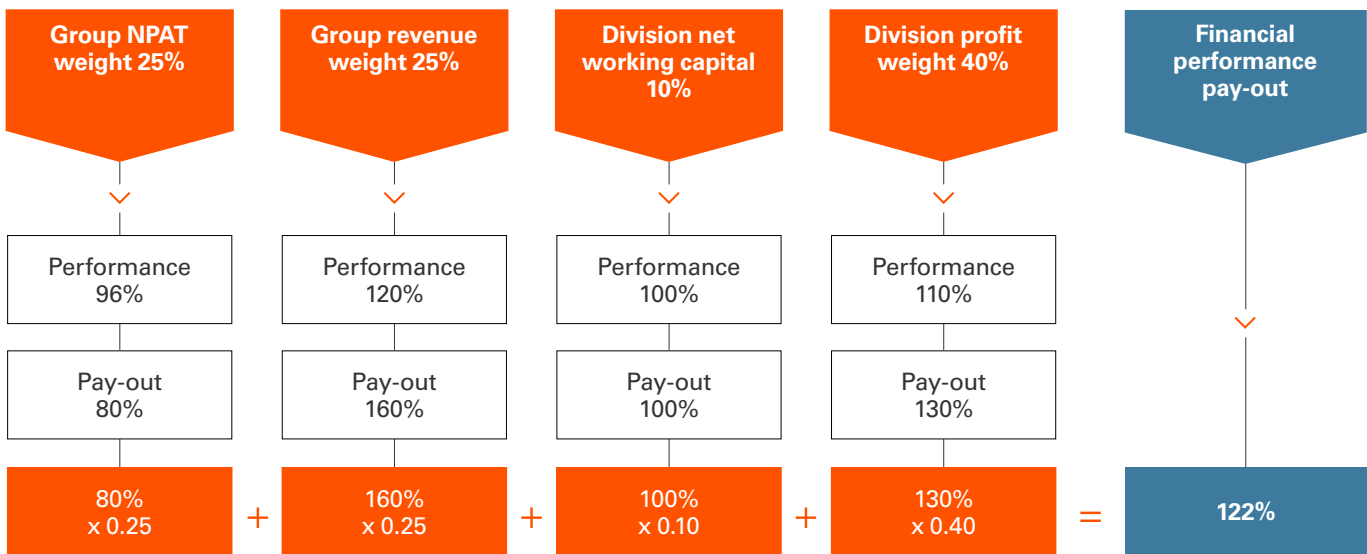 Group NPAT
weight 25%
Group revenue
weight 25%
Division net
working capital
10%
Division profit
weight 40%
Financial
performance
pay-out
Performance
96%
Performance
120%
Performance
100%
Performance
110%
Pay-out
80%
Pay-out
160%
Pay-out
100%
Pay-out
130%
80%
x 0.25
+
160%
x 0.25
+
100%
x 0.10
+
130%
x 0.40
=
122%